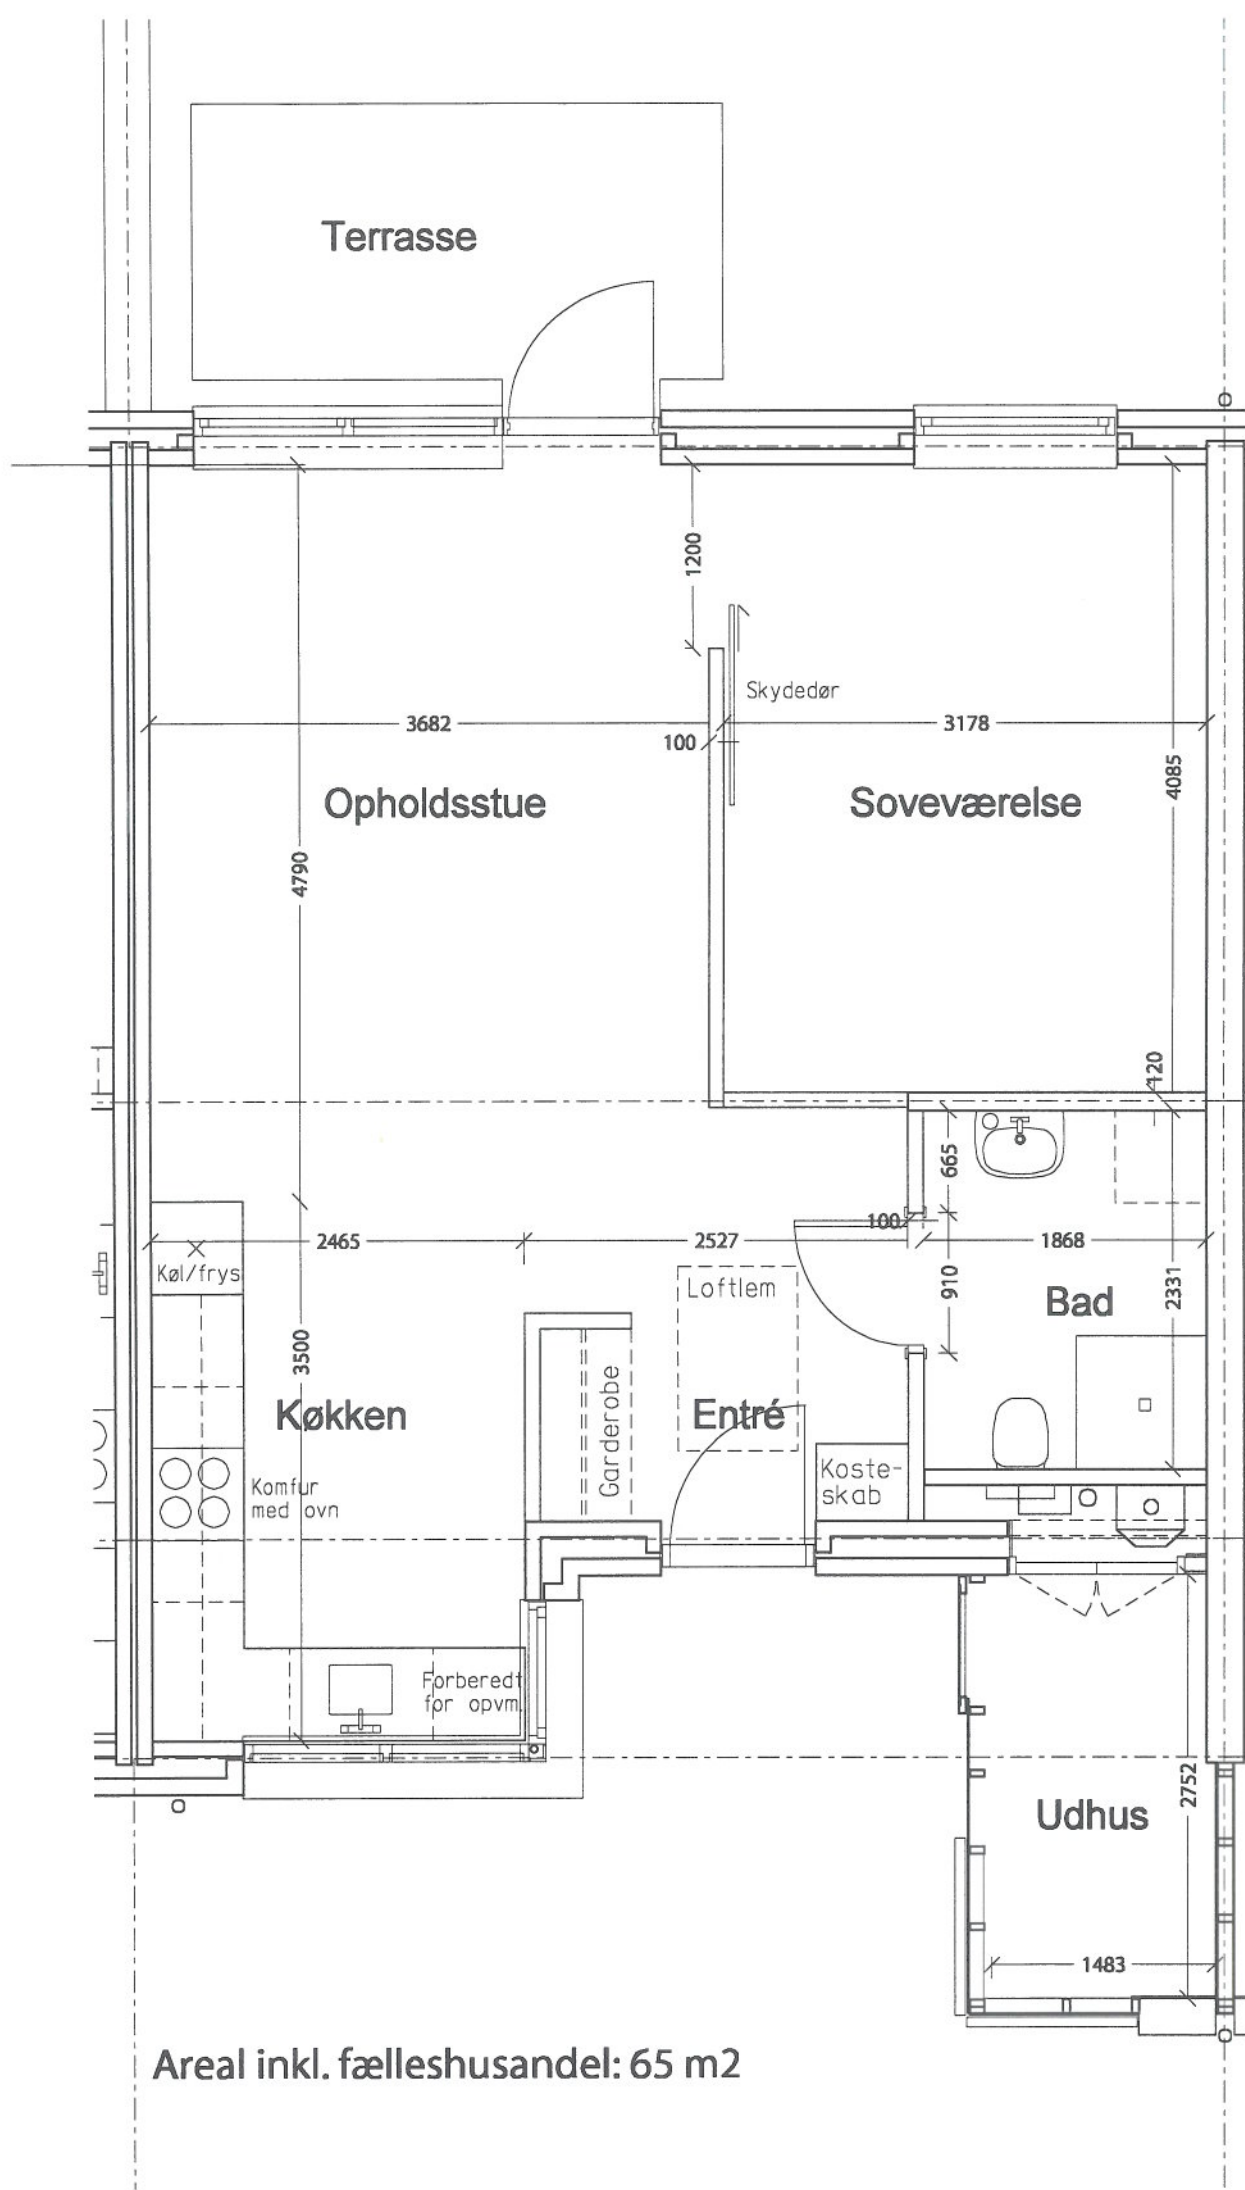 Terrasse
1200
Skydedør
3682
100
3178
Opholdsstue
Soveværelse
4085
4790
120
665
100
2465
2527
1868
Køl/frys
Loftlem
910
2331
Bad
3500
Garderobe
Køkken
Entré
Komfur
med ovn
Koste-
skab
Forberedt
for opvm.
2752
Udhus
1483
Areal inkl. fælleshusandel: 65 m2